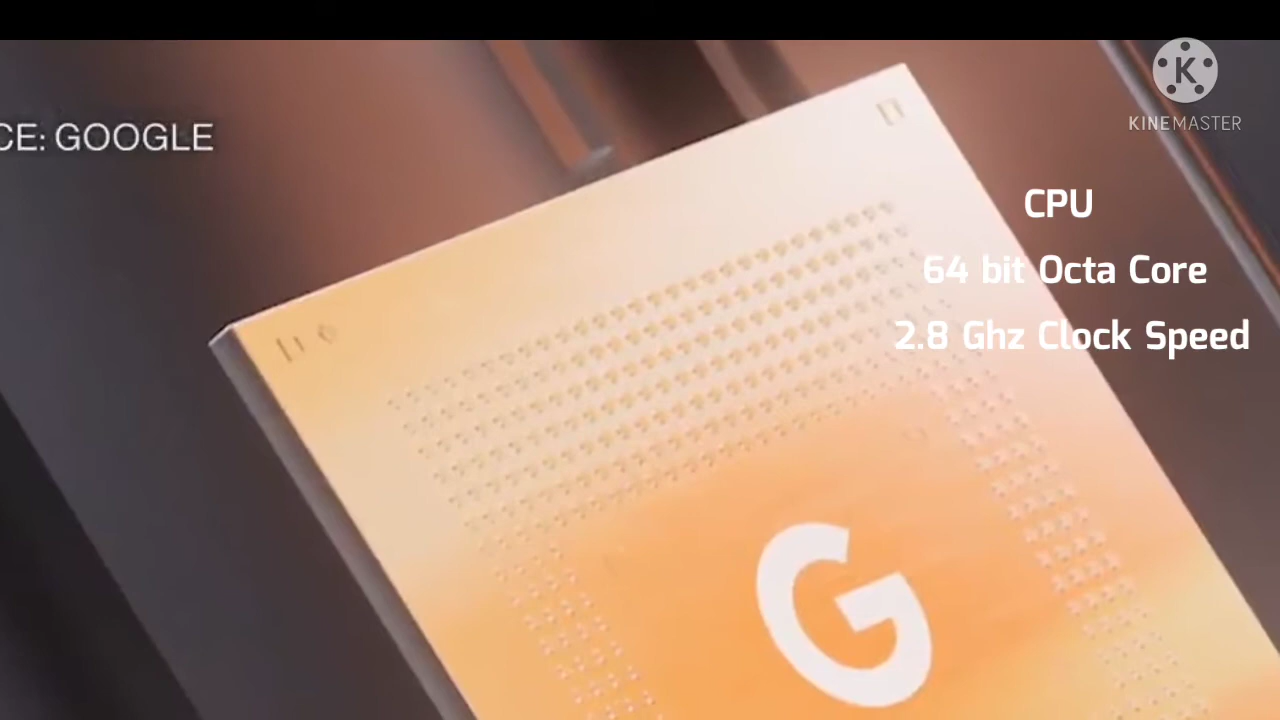 CE: GOOGLE
KINEMASTER
CPU
64 bit Octa Core
2.8 Ghz Clock Speed
G